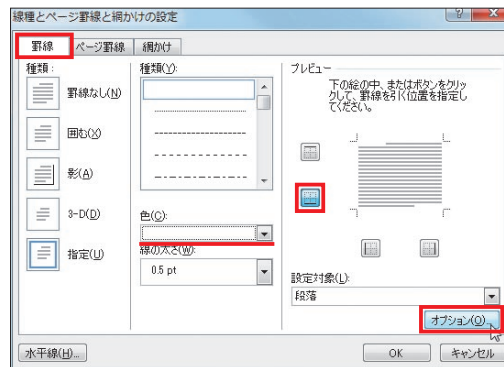 線種とページ罫線と網かけの設定
罫線
ページ罫線
網かけ
種類:
罫線なし(N)
囲む(X)
影(A)
3-D(D)
指定(U)
種類(Y):
色(C):
線の太さ(W):
0.5 pt
プレビュー
下の絵の中、またはボタンをクリッ
クして、罫線を引く位置を指定し
てください。
設定対象(L):
段落
オプション(O)...
水平線(H)...
OK
キャンセル